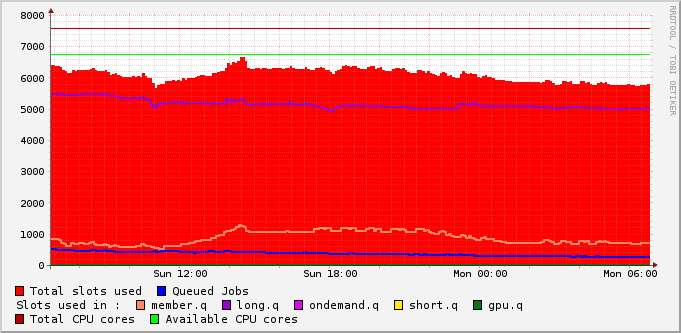 8000
7000
6000
5000
4000
3000
2000
1000
0
Sun 12:00 Sun 18:00 Mon 00:00 Mon 06:00
Total slots used Queued Jobs
Slots used in : member.q long.q ondemand.q short.q gpu.q
Total CPU cores Available CPU cores
RRDTOOL / TOBI OETIKER